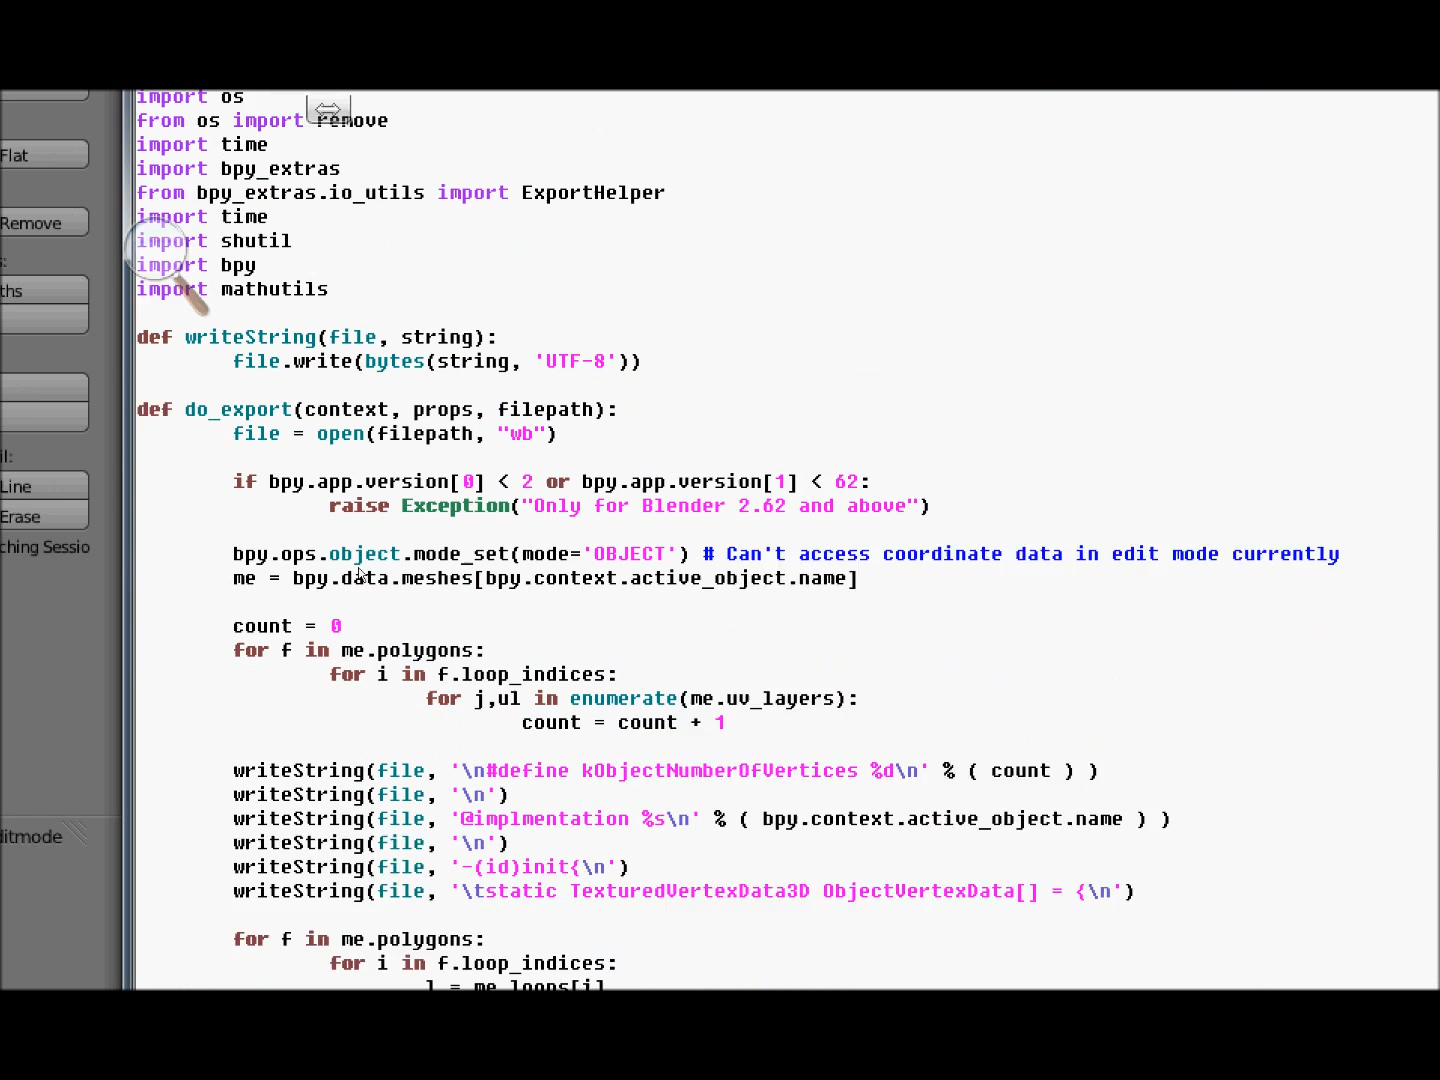 import os
from os import remove
import time
import bpy_extras
from bpy_extras.io_utils import ExportHelper
import time
import shutil
import bpy
import mathutils
def writeString(file, string):
file.write(bytes(string, 'UTF-8'))
def do_export(context, props, filepath):
file = open(filepath, "wb")
if bpy.app.version[0] < 2 or bpy.app.version[1] < 62:
raise Exception("Only for Blender 2.62 and above")
bpy.ops.object.mode_set(mode='OBJECT') # Can't access coordinate data in edit mode currently
me = bpy.data.meshes[bpy.context.active_object.name]
count = 0
for f in me.polygons:
for i in f.loop_indices:
for j,ul in enumerate(me.uv_layers):
count = count + 1
writeString(file, '\n#define kObjectNumberOfVertices %d\n' % ( count ) )
writeString(file, '\n')
writeString(file, '@implmentation %s\n' % ( bpy.context.active_object.name ) )
writeString(file, '\n')
writeString(file, '-(id)init{\n')
writeString(file, '\tstatic TexturedVertexData3D ObjectVertexData[] = {\n')
for f in me.polygons:
for i in f.loop_indices:
l = me.loops[i]
Flat
Remove
s:
ths
il:
Line
Erase
ching Sessio
ditmode